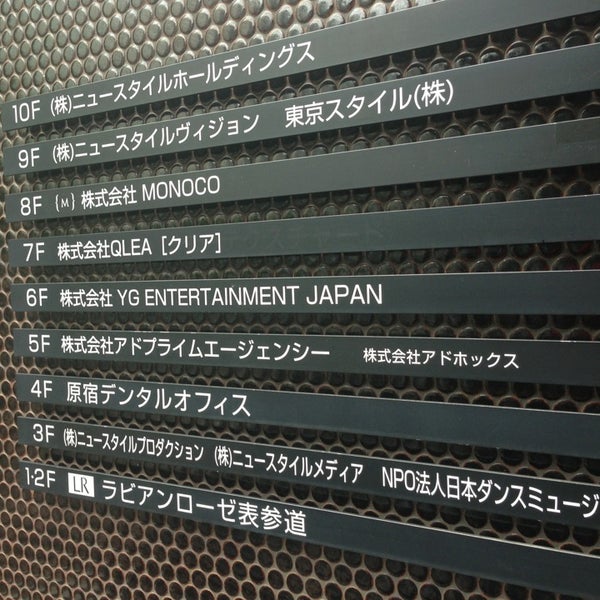 10F (株)ニュースタイルホールディングス
9F (株)ニュースタイルヴィジョン 東京スタイル(株)
8F {M} 株式会社 MONOCO
7F 株式会社QLEA [クリア]
6F 株式会社 YG ENTERTAINMENT JAPAN
5F 株式会社アドプライムエージェンシー 株式会社アドホックス
4F 原宿デンタルオフィス
3F (株)ニュースタイルプロダクション (株)ニュースタイルメディア NPO法人日本ダンスミュージ
1・2F LR ラビアンローゼ表参道